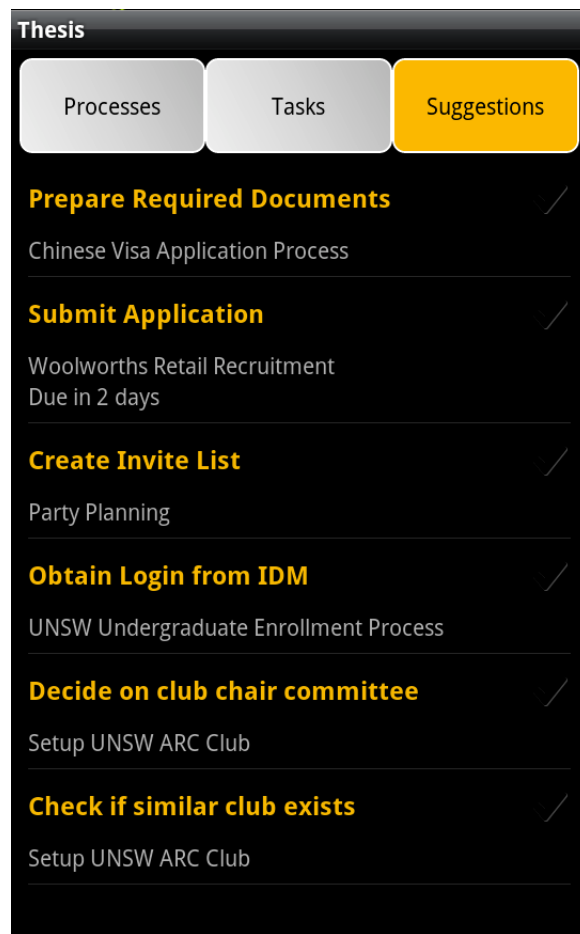 Thesis
Processes Tasks Suggestions
Prepare Required Documents
Chinese Visa Application Process
Submit Application
Woolworths Retail Recruitment
Due in 2 days
Create Invite List
Party Planning
Obtain Login from IDM
UNSW Undergraduate Enrollment Process
Decide on club chair committee
Setup UNSW ARC Club
Check if similar club exists
Setup UNSW ARC Club